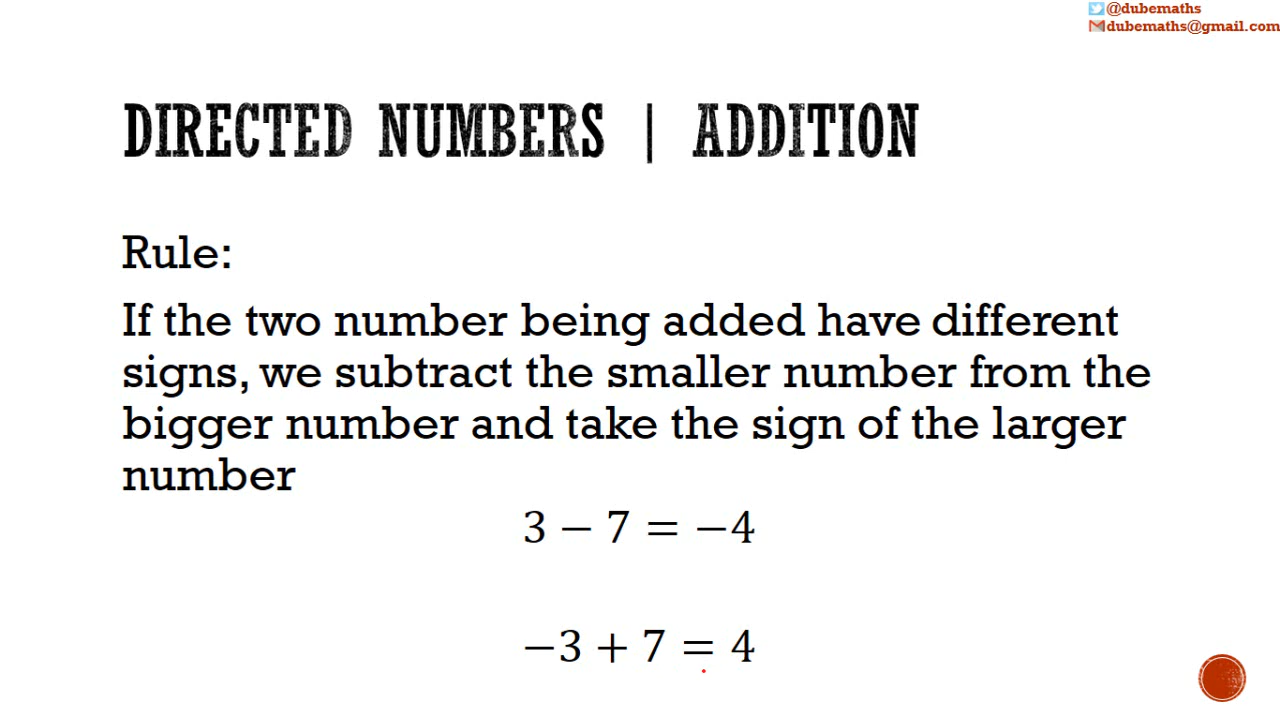 @dubemaths
dubemaths@gmail.com
DIRECTED NUMBERS | ADDITION
Rule:
If the two number being added have different
signs, we subtract the smaller number from the
bigger number and take the sign of the larger
number
3 − 7 = −4
−3 + 7 = 4